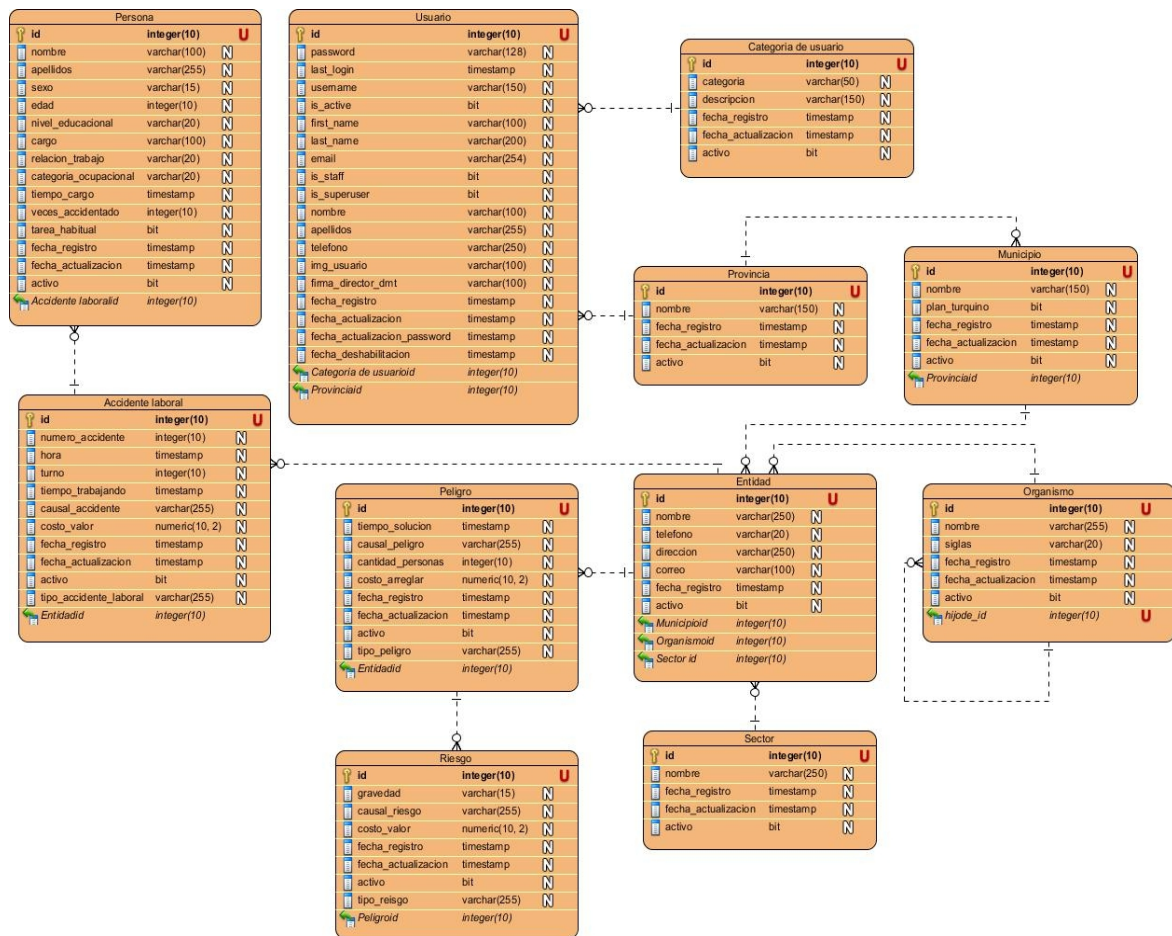 Persona
id integer(10) U
nombre varchar(100) N
apellidos varchar(255) N
sexo varchar(15) N
edad integer(10) N
nivel_educacional varchar(20) N
cargo varchar(100) N
relacion_trabajo varchar(20) N
categoria_ocupacional varchar(20) N
tiempo_cargo timestamp N
veces_accidentado integer(10) N
tarea_habitual bit N
fecha_registro timestamp N
fecha_actualizacion timestamp N
activo bit N
Accidente laboralid integer(10)
Usuario
id integer(10) U
password varchar(128) N
last_login timestamp N
username varchar(150) N
is_active bit N
first_name varchar(100) N
last_name varchar(200) N
email varchar(254) N
is_staff bit N
is_superuser bit N
nombre varchar(100) N
apellidos varchar(255) N
telefono varchar(250) N
img_usuario varchar(100) N
firma_director_dmt varchar(100) N
fecha_registro timestamp N
fecha_actualizacion timestamp N
fecha_actualizacion_password timestamp N
fecha_deshabilitacion timestamp N
Categoria de usuarioid integer(10)
Provinciaid integer(10)
Categoria de usuario
id integer(10) U
categoria varchar(50) N
descripcion varchar(150) N
fecha_registro timestamp N
fecha_actualizacion timestamp N
activo bit N
Provincia
id integer(10) U
nombre varchar(150) N
fecha_registro timestamp N
fecha_actualizacion timestamp N
activo bit N
Municipio
id integer(10) U
nombre varchar(150) N
plan_turquino bit N
fecha_registro timestamp N
fecha_actualizacion timestamp N
activo bit N
Provinciaid integer(10)
Accidente laboral
id integer(10) U
numero_accidente integer(10) N
hora timestamp N
turno integer(10) N
tiempo_trabajando timestamp N
causal_accidente varchar(255) N
costo_valor numeric(10, 2) N
fecha_registro timestamp N
fecha_actualizacion timestamp N
activo bit N
tipo_accidente_laboral varchar(255) N
Entidadid integer(10)
Peligro
id integer(10) U
tiempo_solucion timestamp N
causal_peligro varchar(255) N
cantidad_personas integer(10) N
costo_arreglar numeric(10, 2) N
fecha_registro timestamp N
fecha_actualizacion timestamp N
activo bit N
tipo_peligro varchar(255) N
Entidadid integer(10)
Entidad
id integer(10) U
nombre varchar(250) N
telefono varchar(20) N
direccion varchar(250) N
correo varchar(100) N
fecha_registro timestamp N
activo bit N
Municipioid integer(10)
Organismoid integer(10)
Sector id integer(10)
Organismo
id integer(10) U
nombre varchar(255) N
siglas varchar(20) N
fecha_registro timestamp N
fecha_actualizacion timestamp N
activo bit N
hijode_id integer(10) U
Riesgo
id integer(10) U
gravedad varchar(15) N
causal_riesgo varchar(255) N
costo_valor numeric(10, 2) N
fecha_registro timestamp N
fecha_actualizacion timestamp N
activo bit N
tipo_reisgo varchar(255) N
Peligroid integer(10)
Sector
id integer(10) U
nombre varchar(250) N
fecha_registro timestamp N
fecha_actualizacion timestamp N
activo bit N